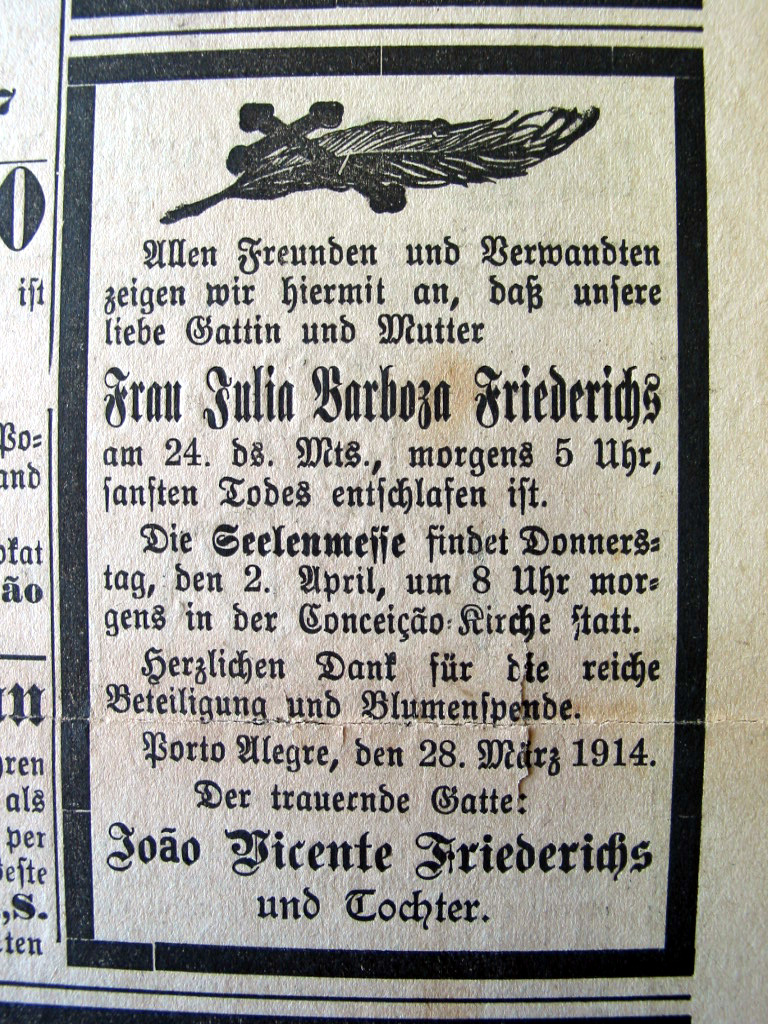 Allen Freunden und Verwandten
zeigen wir hiermit an, daß unsere
liebe Gattin und Mutter
Frau Julia Barboza Friederichs
am 24. ds. Mts., morgens 5 Uhr,
sanften Todes entschlafen ist.
Die Seelenmesse findet Donners-
tag, den 2. April, um 8 Uhr mor-
gens in der Conceição-Kirche statt.
Herzlichen Dank für die reiche
Beteiligung und Blumenspende.
Porto Alegre, den 28. März 1914.
Der trauernde Gatte:
João Vicente Friederichs
und Tochter.
ist
als
per